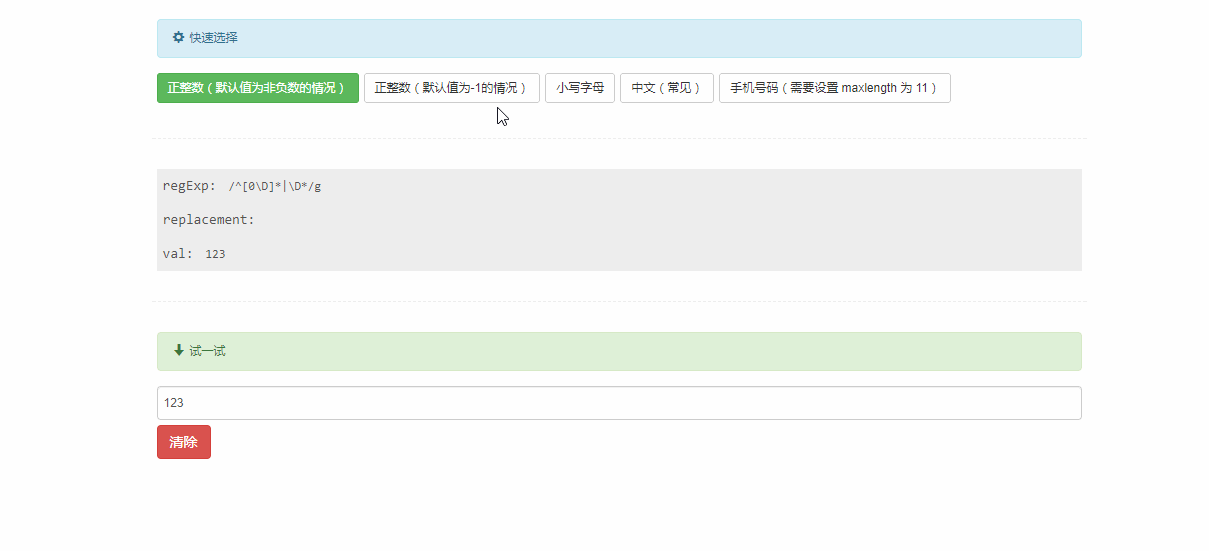 快速选择
正整数（默认值为非负数的情况） 正整数（默认值为-1的情况） 小写字母 中文（常见） 手机号码（需要设置 maxlength 为 11）
regExp: /^[0\D]*|\D*/g
replacement:
val: 123
试一试
123
清除